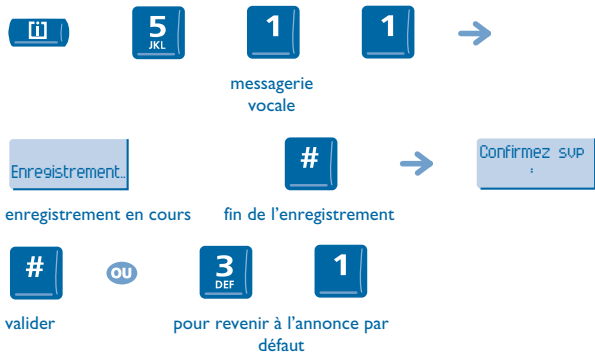 i 5 JKL 1 1
messagerie
vocale
Enregistrement.. # Confirmez svp
:
enregistrement en cours fin de l'enregistrement
# ou 3 DEF 1
valider pour revenir à l'annonce par
défaut